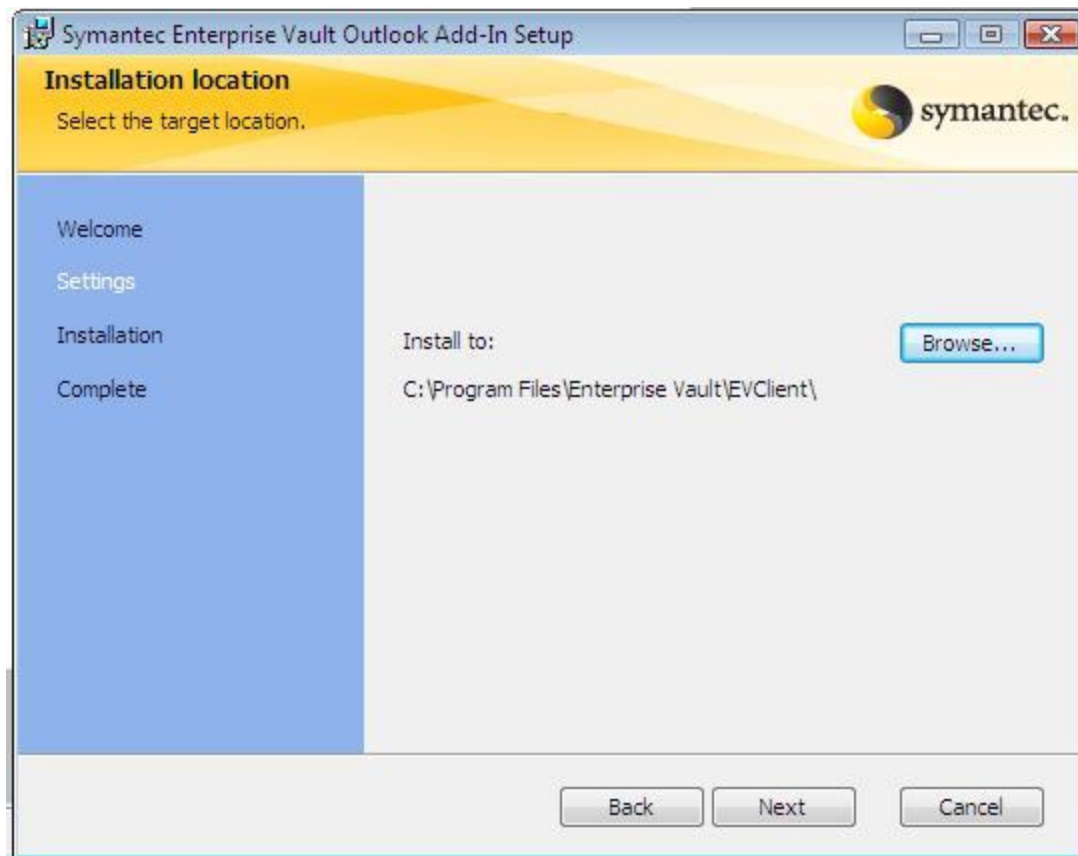 Symantec Enterprise Vault Outlook Add-In Setup
Installation location
Select the target location.
symantec.
Welcome
Settings
Installation
Complete
Install to:
Browse...
C:\Program Files\Enterprise Vault\EVClient\
Back
Next
Cancel